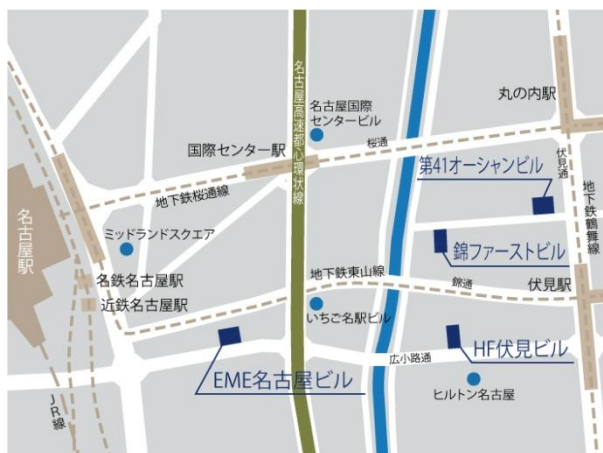 名古屋高速都心環状線
名古屋国際
センタービル
丸の内駅
国際センター駅
桜通
伏見通
第41オーシャンビル
地下鉄桜通線
地下鉄鶴舞線
名古屋駅
ミッドランドスクエア
錦ファーストビル
名鉄名古屋駅
地下鉄東山線
錦通
伏見駅
近鉄名古屋駅
いちご名駅ビル
HF伏見ビル
広小路通
EME名古屋ビル
ヒルトン名古屋
JR線